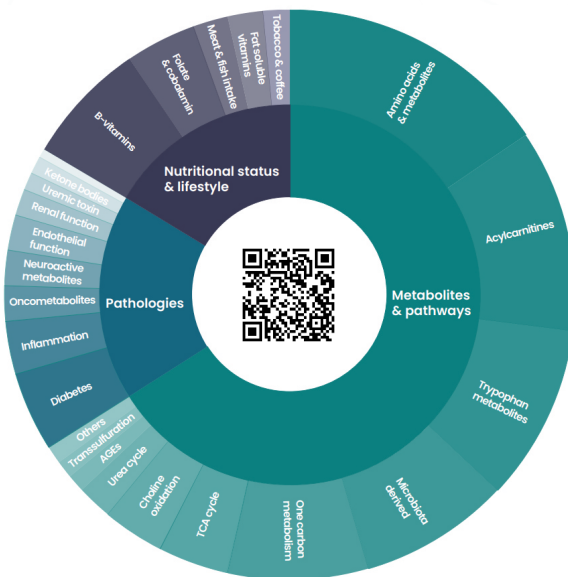 Tobacco & coffee
Fat soluble
vitamins
Meat & fish intake
Folate
& cobalamin
B-vitamins
Nutritional status
& lifestyle
Amino acids
& metabolites
Acylcarnitines
Metabolites
& pathways
Trypophan
metabolites
Microbiota
derived
One carbon
metabolism
TCA cycle
Choline
oxidation
Urea cycle
AGEs
Transsulfuration
Others
Pathologies
Ketone bodies
Uremic toxin
Renal function
Endothelial
function
Neuroactive
metabolites
Oncometabolites
Inflammation
Diabetes